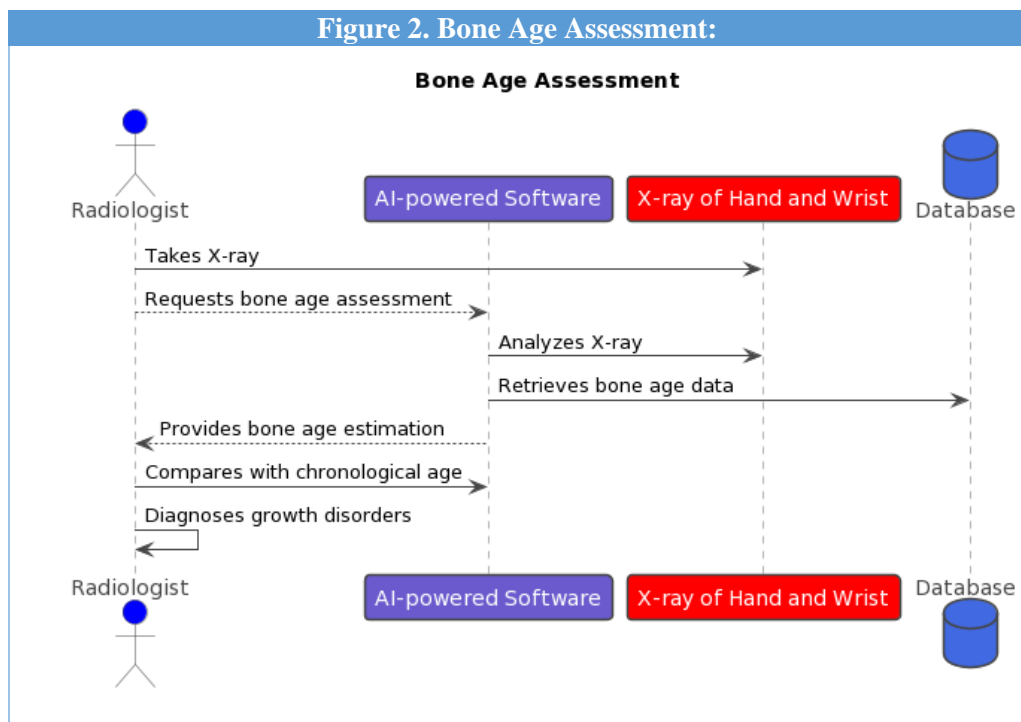 Figure 2. Bone Age Assessment:
Bone Age Assessment
Radiologist
AI-powered Software
X-ray of Hand and Wrist
Database
Takes X-ray
Requests bone age assessment
Analyzes X-ray
Retrieves bone age data
Provides bone age estimation
Compares with chronological age
Diagnoses growth disorders
Radiologist
AI-powered Software
X-ray of Hand and Wrist
Database